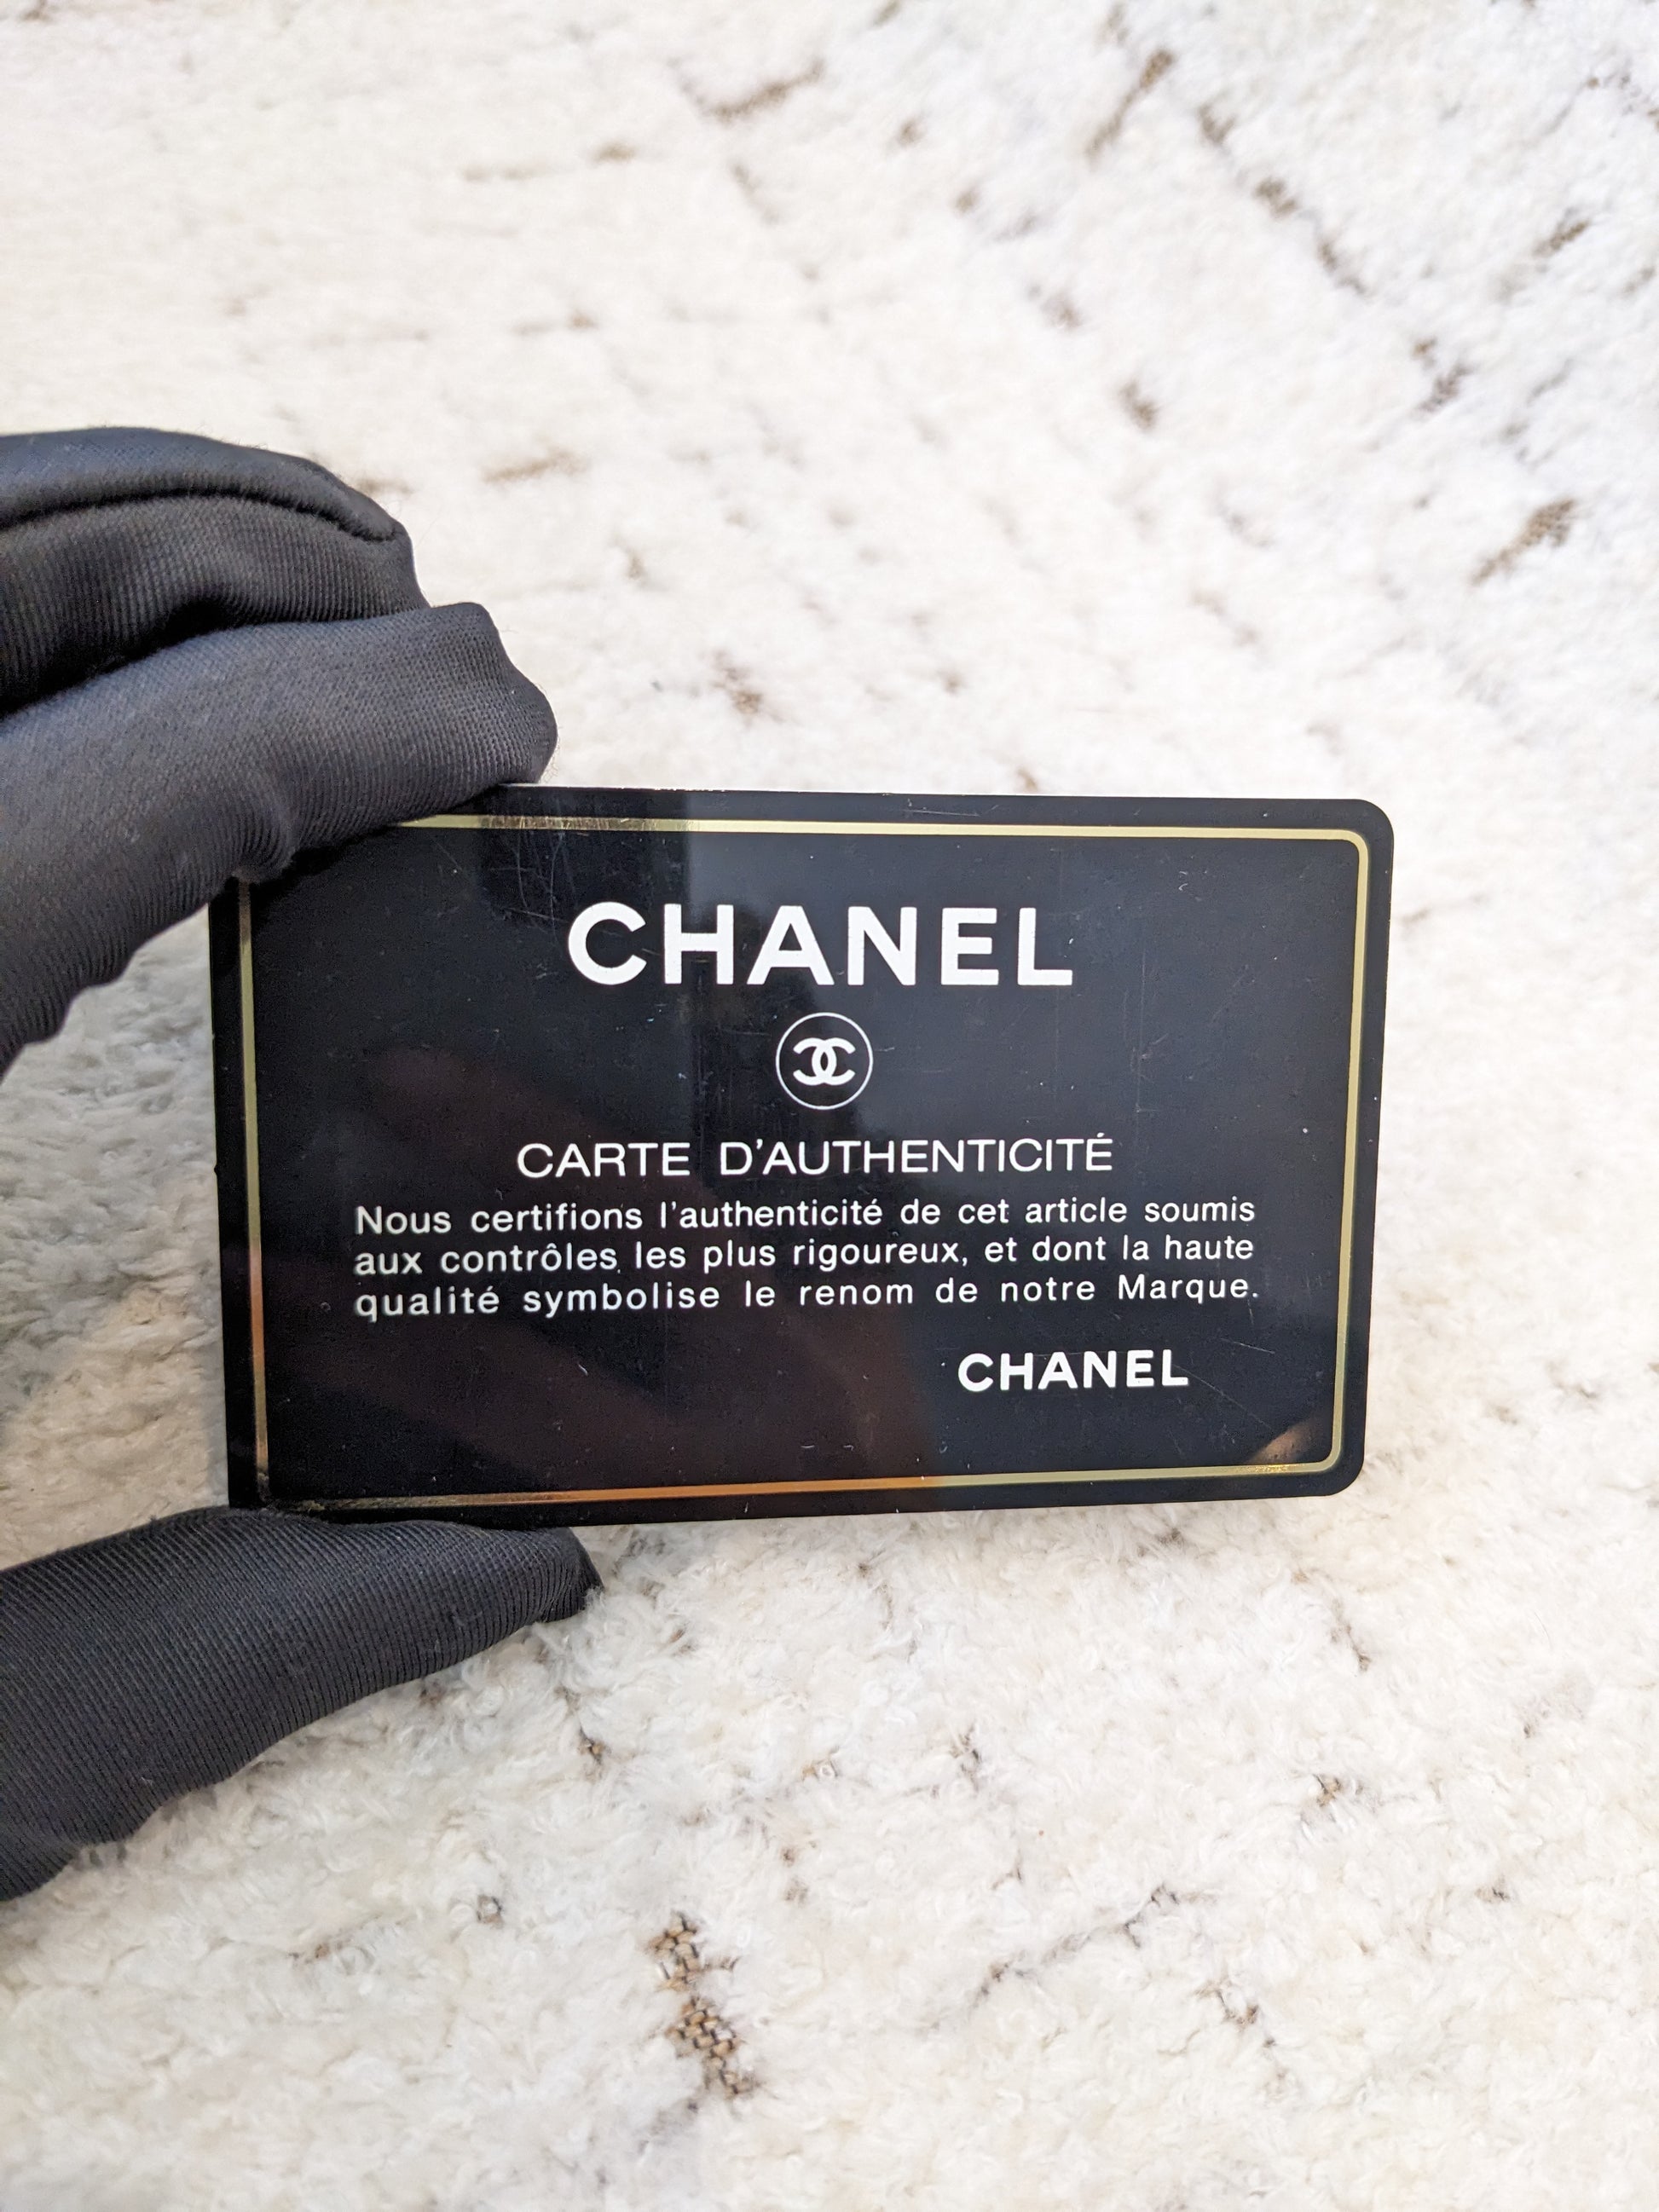 CHANEL
CARTE D'AUTHENTICITÉ
Nous certifions l'authenticité de cet article soumis
aux contrôles les plus rigoureux, et dont la haute
qualité symbolise le renom de notre Marque.
CHANEL